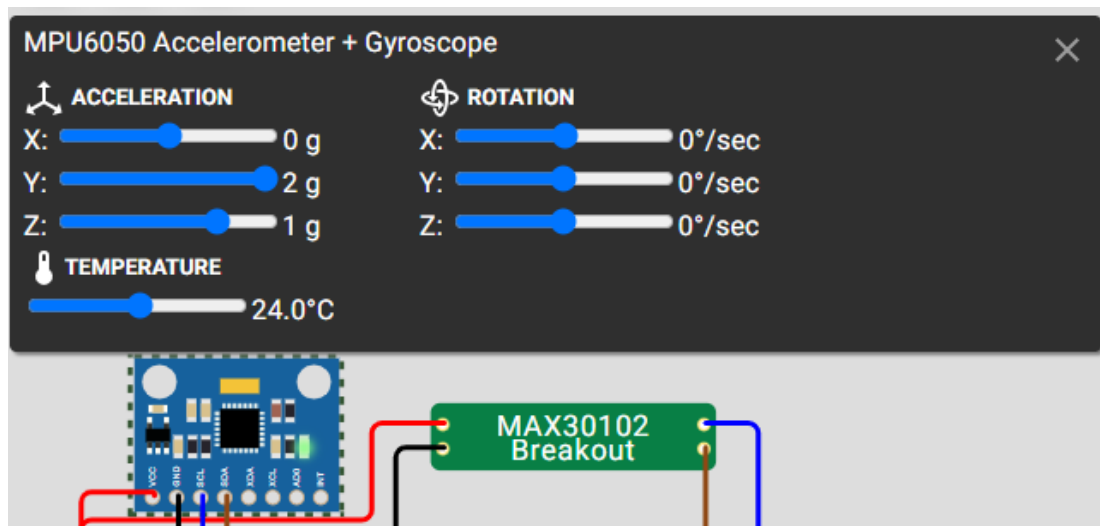 MPU6050 Accelerometer + Gyroscope
ACCELERATION
X: 0 g
Y: 2 g
Z: 1 g
ROTATION
X: 0°/sec
Y: 0°/sec
Z: 0°/sec
TEMPERATURE
24.0°C
VCC GND SCL SDA XDA XCL AD0 INT
MAX30102
Breakout